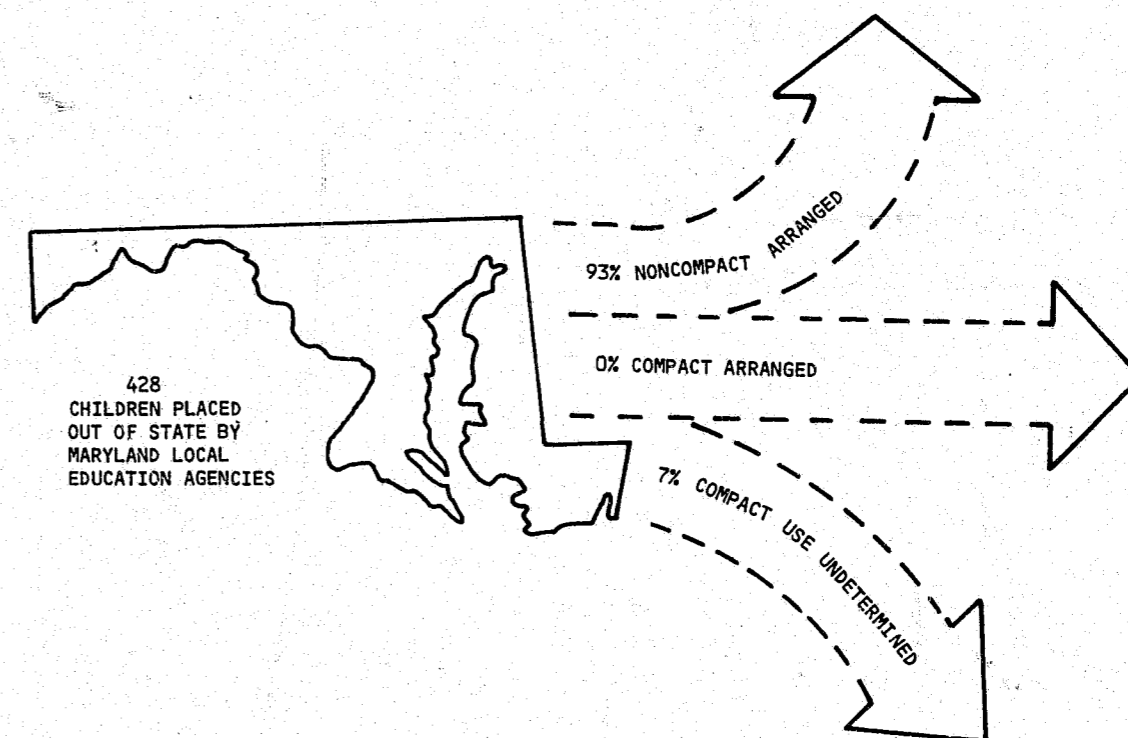 93% NONCOMPACT ARRANGED
0% COMPACT ARRANGED
428
CHILDREN PLACED
OUT OF STATE BY
MARYLAND LOCAL
EDUCATION AGENCIES
7% COMPACT USE UNDETERMINED